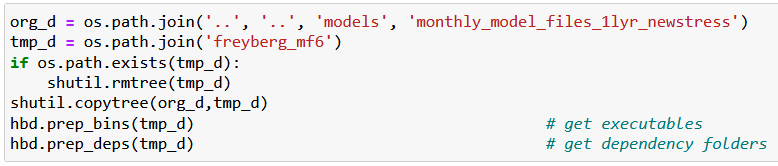 org_d = os.path.join('..', '..', 'models', 'monthly_model_files_1lyr_newstress')
tmp_d = os.path.join('freyberg_mf6')
if os.path.exists(tmp_d):
    shutil.rmtree(tmp_d)
shutil.copytree(org_d,tmp_d)
hbd.prep_bins(tmp_d)                                   # get executables
hbd.prep_deps(tmp_d)                                   # get dependency folders